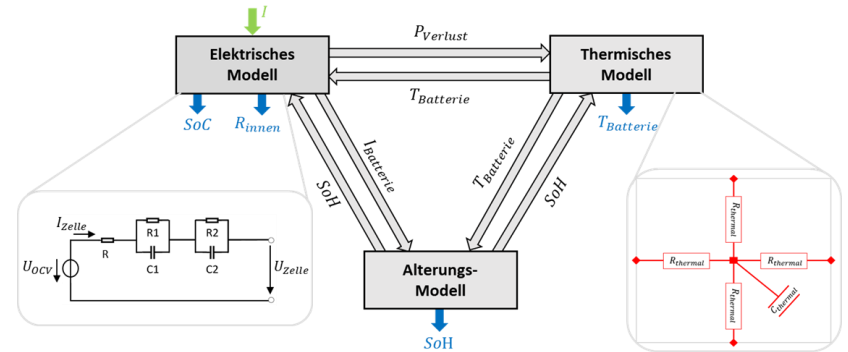 I
P_Verlust
Elektrisches
Modell
Thermisches
Modell
T_Batterie
SoC
R_innen
T_Batterie
I_Batterie
SoH
T_Batterie
SoH
I_Zelle
R
R1
C1
R2
C2
U_OCV
U_Zelle
R_thermal
R_thermal
R_thermal
R_thermal
C_thermal
Alterungs-
Modell
SoH